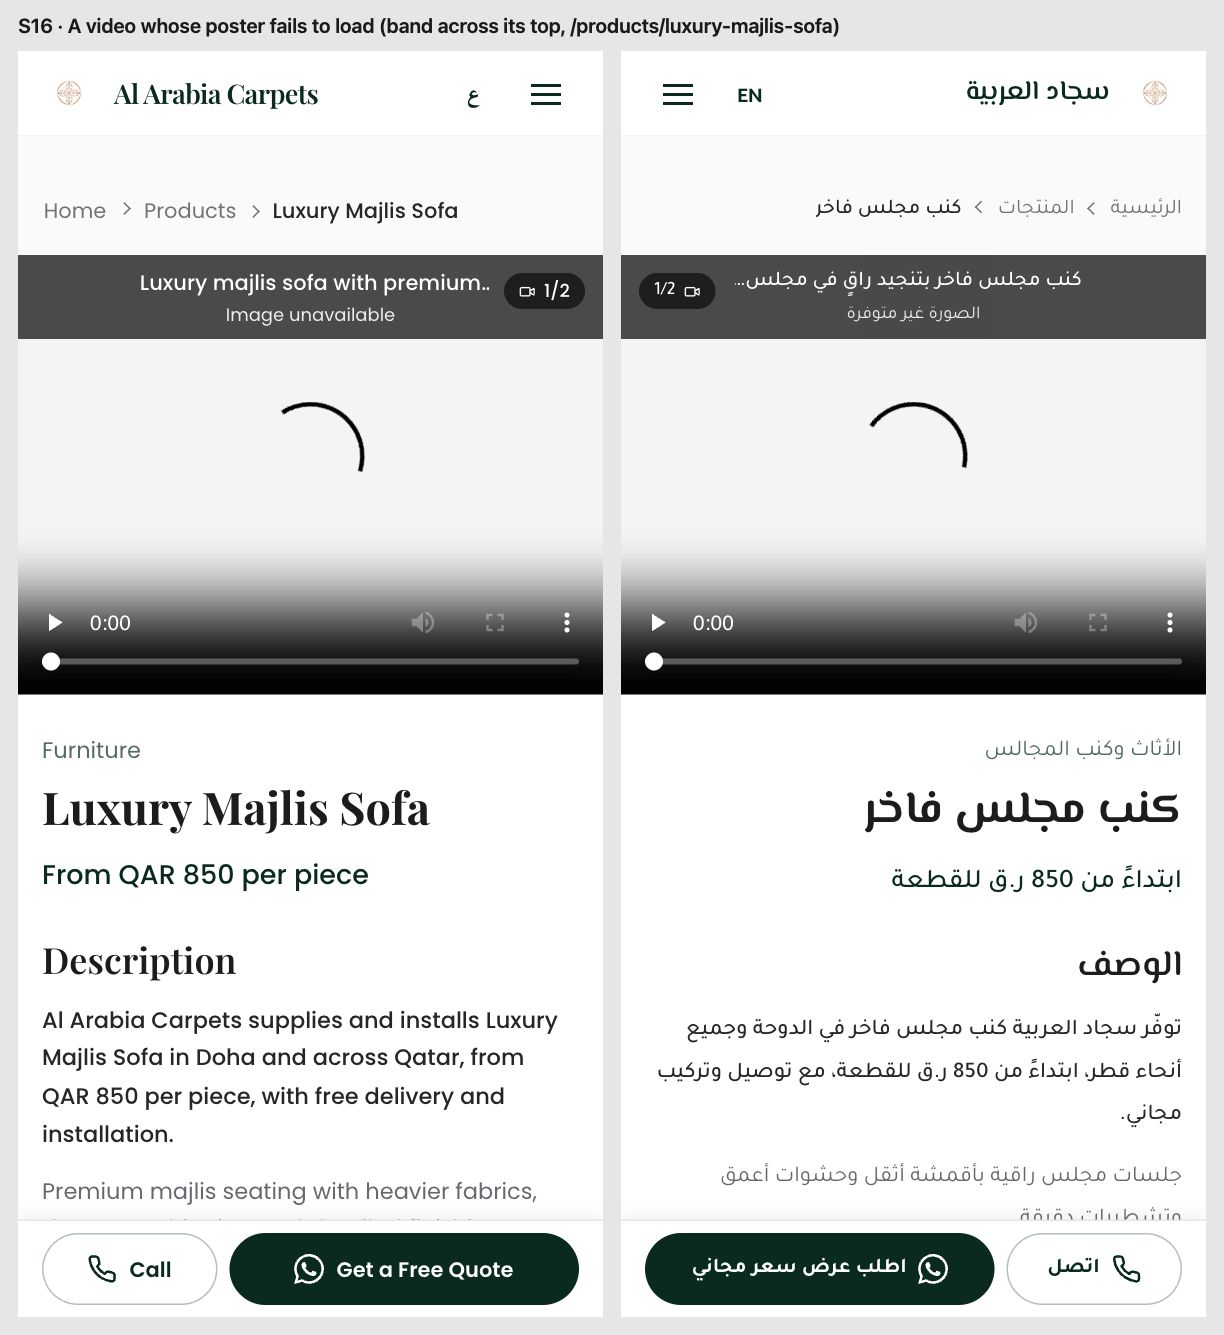 S16 · A video whose poster fails to load (band across its top, /products/luxury-majlis-sofa)
Al Arabia Carpets
ع
Home > Products > Luxury Majlis Sofa
Luxury majlis sofa with premium..
1/2
Image unavailable
0:00
Furniture
Luxury Majlis Sofa
From QAR 850 per piece
Description
Al Arabia Carpets supplies and installs Luxury
Majlis Sofa in Doha and across Qatar, from
QAR 850 per piece, with free delivery and
installation.
Premium majlis seating with heavier fabrics,
Call
Get a Free Quote
سجاد العربية
EN
الرئيسية > المنتجات > كنب مجلس فاخر
كنب مجلس فاخر بتنجيد راقٍ في مجلس..
1/2
الصورة غير متوفرة
0:00
الأثاث وكنب المجالس
كنب مجلس فاخر
ابتداءً من 850 ر.ق للقطعة
الوصف
توفّر سجاد العربية كنب مجلس فاخر في الدوحة وجميع
أنحاء قطر، ابتداءً من 850 ر.ق للقطعة، مع توصيل وتركيب
مجاني.
جلسات مجلس راقية بأقمشة أثقل وحشوات أعمق
اتصل
اطلب عرض سعر مجاني